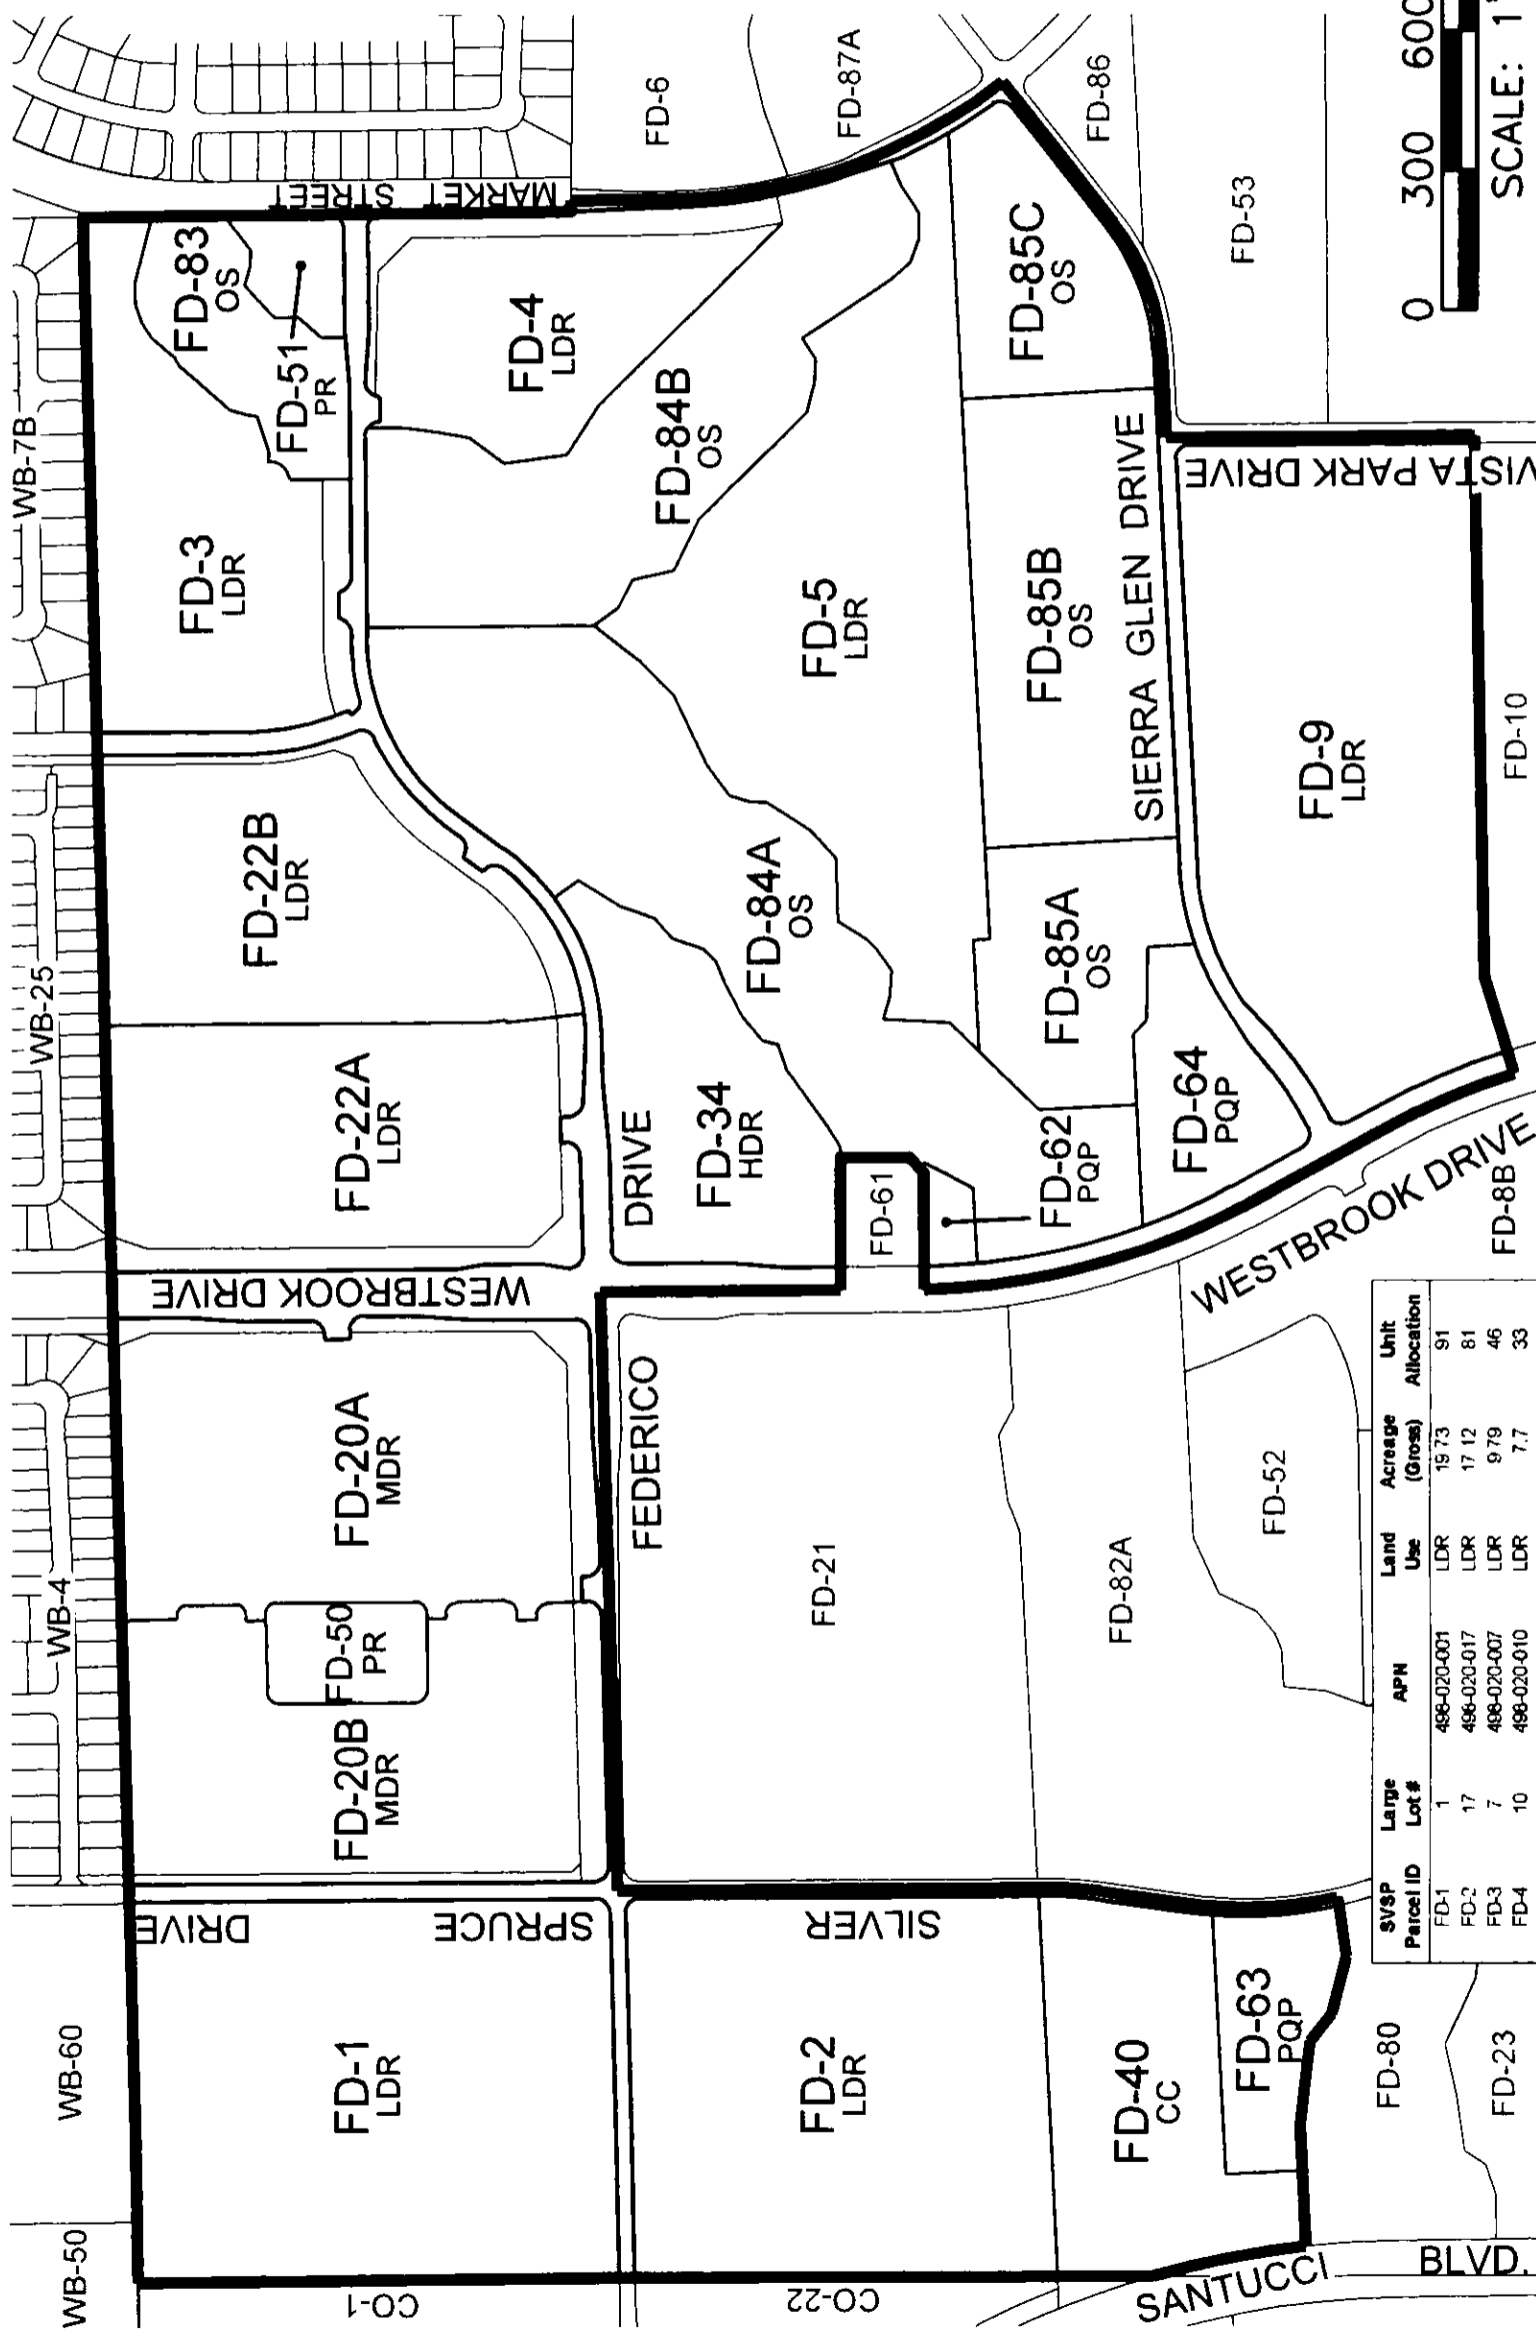 WB-50
WB-60
WB-4
WB-25
WB-7B
CO-1
CO-22
FD-1
LDR
FD-2
LDR
FD-40
CC
FD-63
PQP
FD-80
FD-23
SANTUCCI
BLVD.
SILVER
SPRUCE
DRIVE
FD-20B
MDR
FD-50
PR
FD-20A
MDR
FEDERICO
DRIVE
FD-21
FD-82A
FD-52
WESTBROOK DRIVE
WESTBROOK DRIVE
FD-8B
FD-22A
LDR
FD-22B
LDR
FD-34
HDR
FD-61
FD-62
PQP
FD-64
PQP
FD-84A
OS
FD-85A
OS
FD-3
LDR
FD-83
OS
FD-51
PR
MARKET STREET
FD-4
LDR
FD-84B
OS
FD-5
LDR
FD-85B
OS
FD-85C
OS
SIERRA GLEN DRIVE
FD-9
LDR
FD-10
VISTA PARK DRIVE
FD-6
FD-87A
FD-86
FD-53
0 300 600
SCALE: 1"
SVSP Large Land Acreage Unit
Parcel ID Lot # APN Use (Gross) Allocation
FD-1 1 498-020-001 LDR 19 73 91
FD-2 17 498-020-017 LDR 17 12 81
FD-3 7 498-020-007 LDR 9 79 46
FD-4 10 498-020-010 LDR 7.7 33